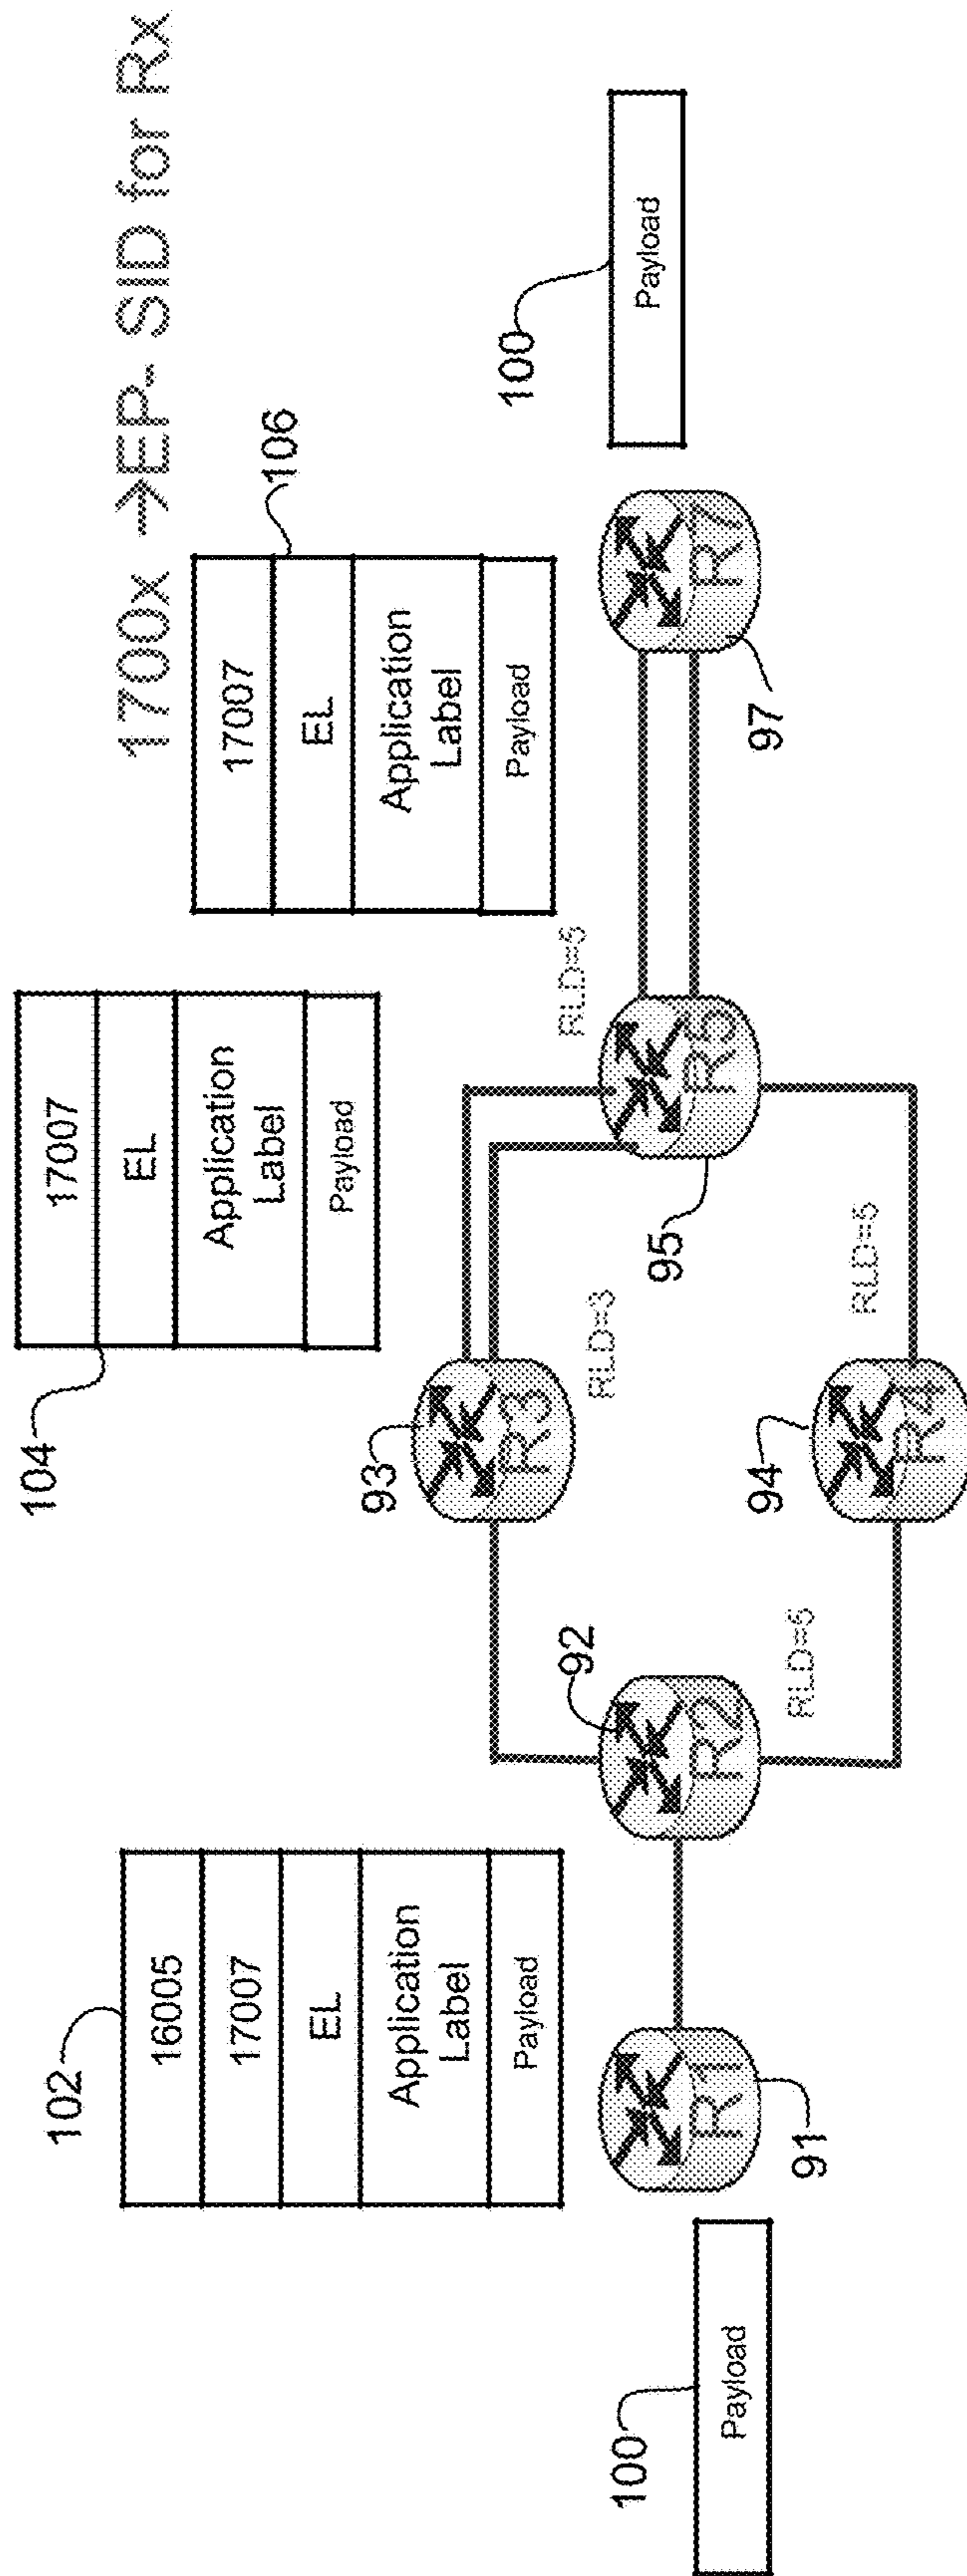 1700x →EP- SID for Rx
104
17007
EL
Application
Label
Payload
102
16005
17007
EL
Application
Label
Payload
17007
EL
Application
Label
Payload
106
93
R3
RLD=3
RLD=5
100
Payload
R1
91
92
R2
RLD=5
R5
95
R7
97
100
Payload
94
R4
RLD=5